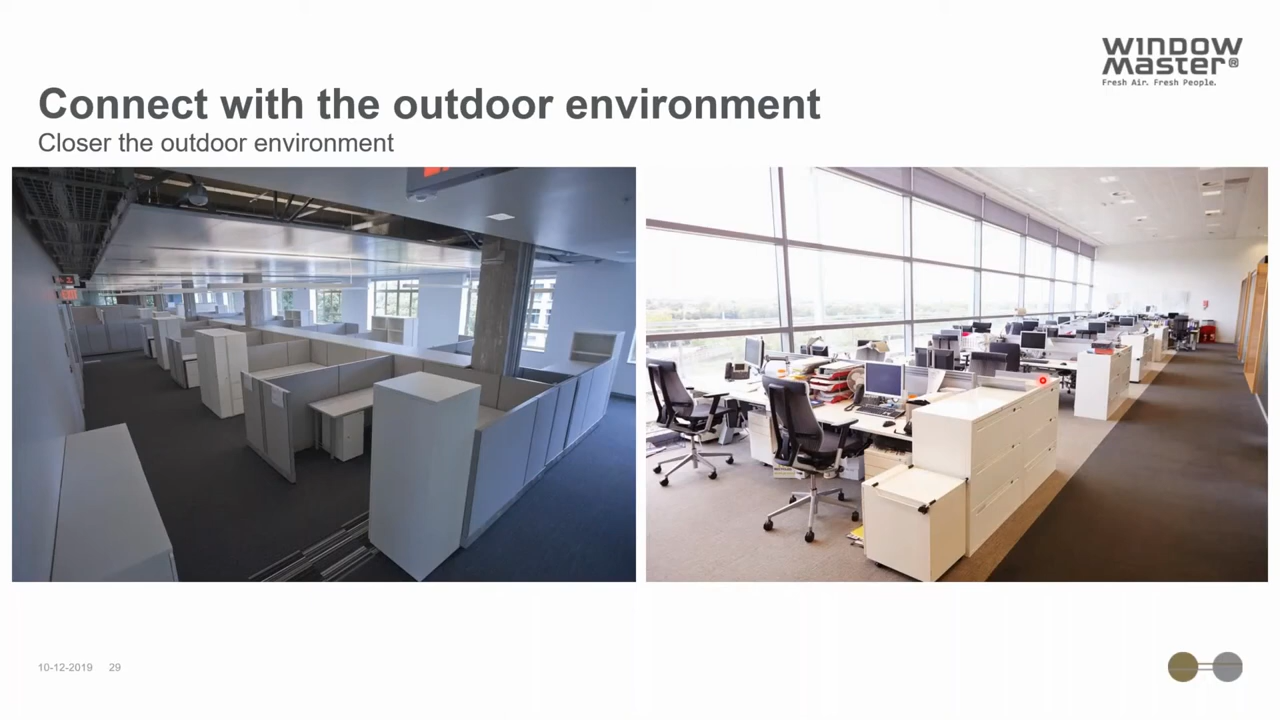 WINDOW
Master®
Fresh Air. Fresh People.
Connect with the outdoor environment
Closer the outdoor environment
10-12-2019 29